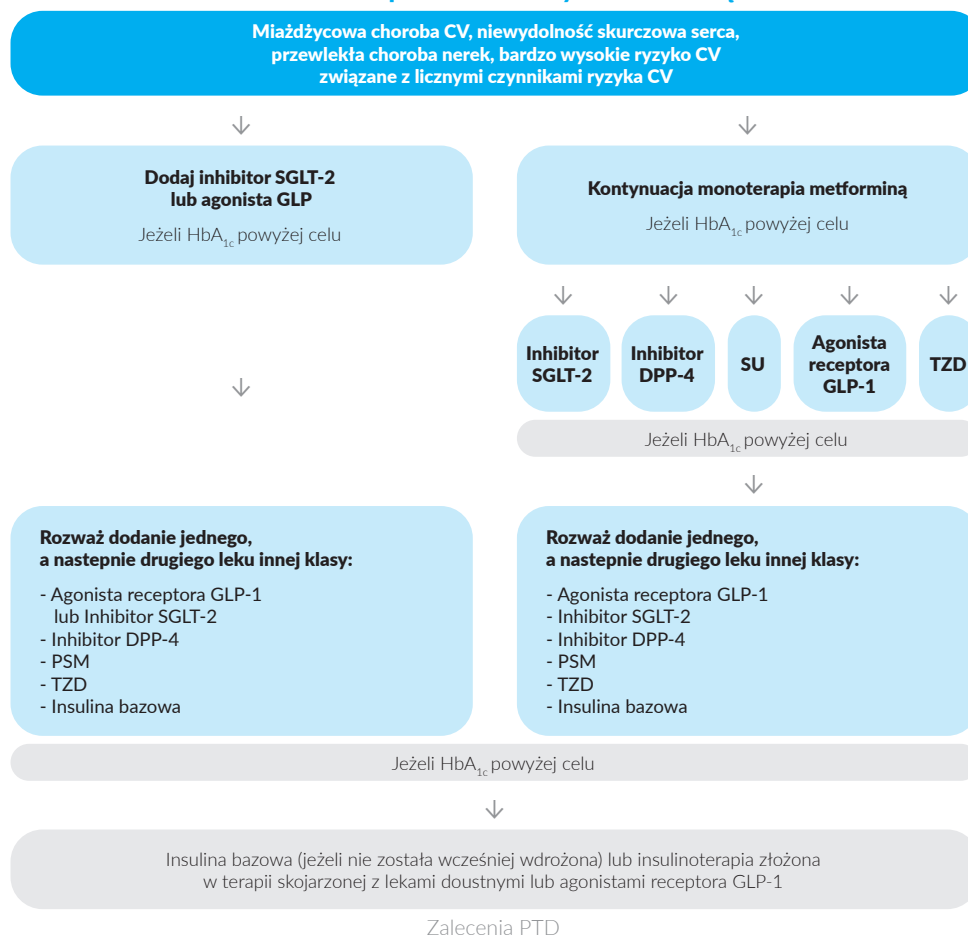 Miażdżycowa choroba CV, niewydolność skurczowa serca,
przewlekła choroba nerek, bardzo wysokie ryzyko CV
związane z licznymi czynnikami ryzyka CV
Dodaj inhibitor SGLT-2
lub agonista GLP
Jeżeli HbA1c powyżej celu
Kontynuacja monoterapia metforminą
Jeżeli HbA1c powyżej celu
Inhibitor
SGLT-2
Inhibitor
DPP-4
SU
Agonista
receptora
GLP-1
TZD
Jeżeli HbA1c powyżej celu
Rozważ dodanie jednego,
a nastepnie drugiego leku innej klasy:
- Agonista receptora GLP-1
lub Inhibitor SGLT-2
- Inhibitor DPP-4
- PSM
- TZD
- Insulina bazowa
Rozważ dodanie jednego,
a nastepnie drugiego leku innej klasy:
- Agonista receptora GLP-1
- Inhibitor SGLT-2
- Inhibitor DPP-4
- PSM
- TZD
- Insulina bazowa
Jeżeli HbA1c powyżej celu
Insulina bazowa (jeżeli nie została wcześniej wdrożona) lub insulinoterapia złożona
w terapii skojarzonej z lekami doustnymi lub agonistami receptora GLP-1
Zalecenia PTD